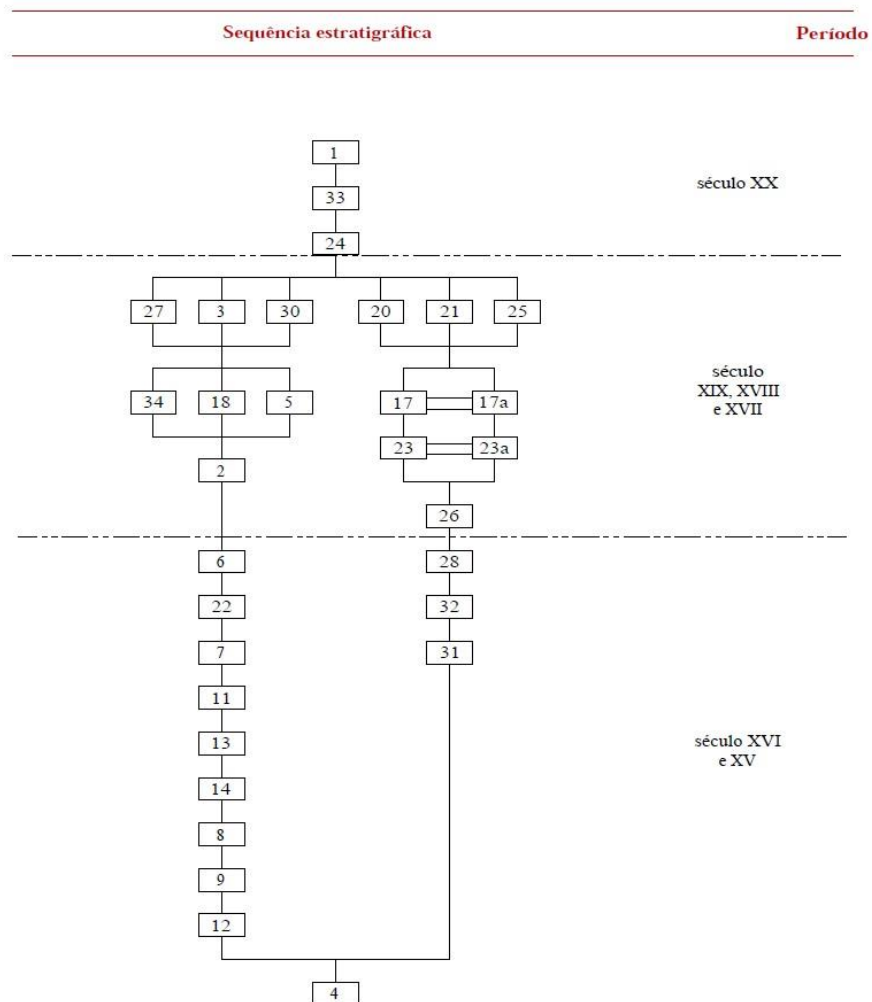 Sequência estratigráfica Período
1
século XX
33
24
27 3 30 20 21 25
século
XIX, XVIII
e XVII
34 18 5 17 17a
23 23a
2
26
6 28
22 32
7 31
11
13
século XVI
e XV
14
8
9
12
4